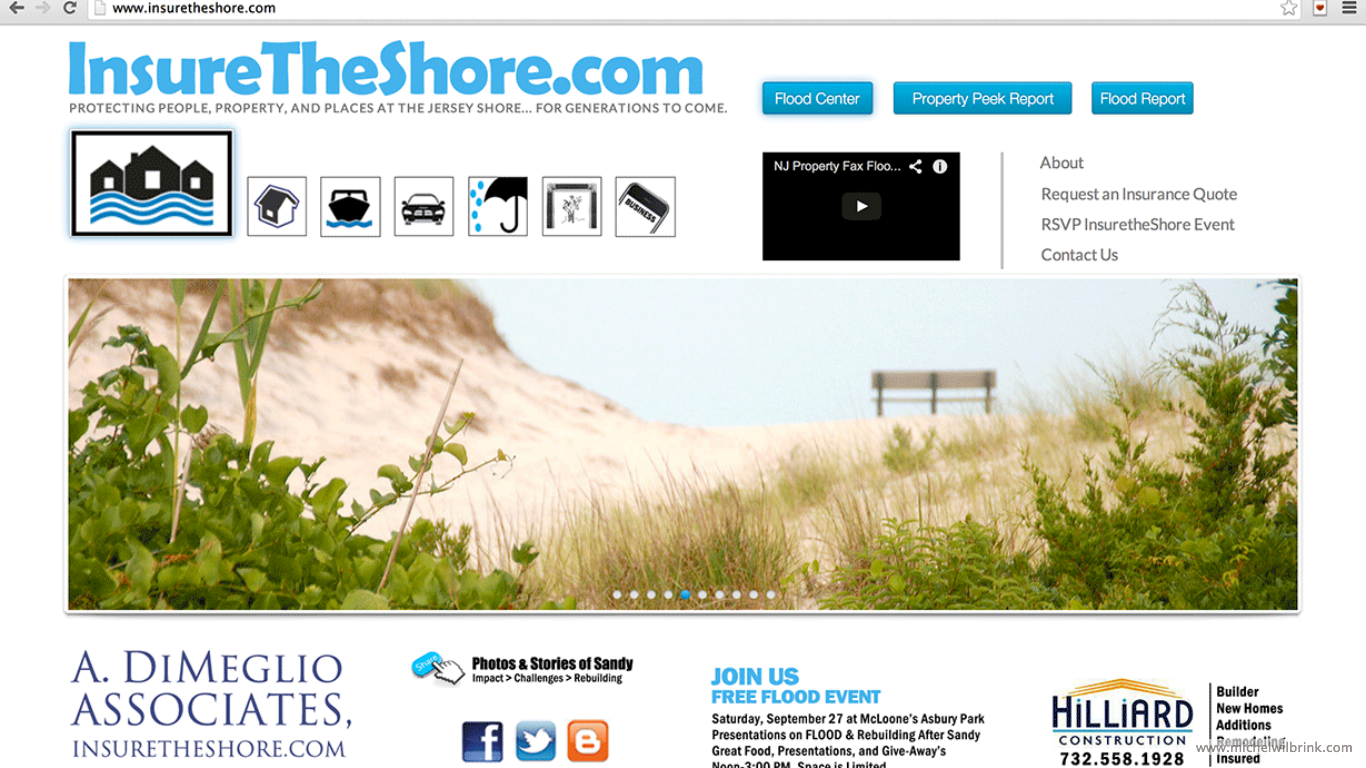 www.insuretheshore.com
InsureTheShore.com
PROTECTING PEOPLE, PROPERTY, AND PLACES AT THE JERSEY SHORE... FOR GENERATIONS TO COME.
Flood Center
Property Peek Report
Flood Report
BUSINESS
NJ Property Fax Floo...
About
Request an Insurance Quote
RSVP InsuretheShore Event
Contact Us
A. DiMeglio
Associates,
insuretheshore.com
Share
Photos & Stories of Sandy
Impact > Challenges > Rebuilding
JOIN US
FREE FLOOD EVENT
Saturday, September 27 at McLoone's Asbury Park
Presentations on FLOOD & Rebuilding After Sandy
Great Food, Presentations, and Give-Away's
Noon-3:00 PM. Space is Limited
HILLIARD
CONSTRUCTION
732.558.1928
Builder
New Homes
Additions
Remodeling
Insured
www.michelwilbrink.com